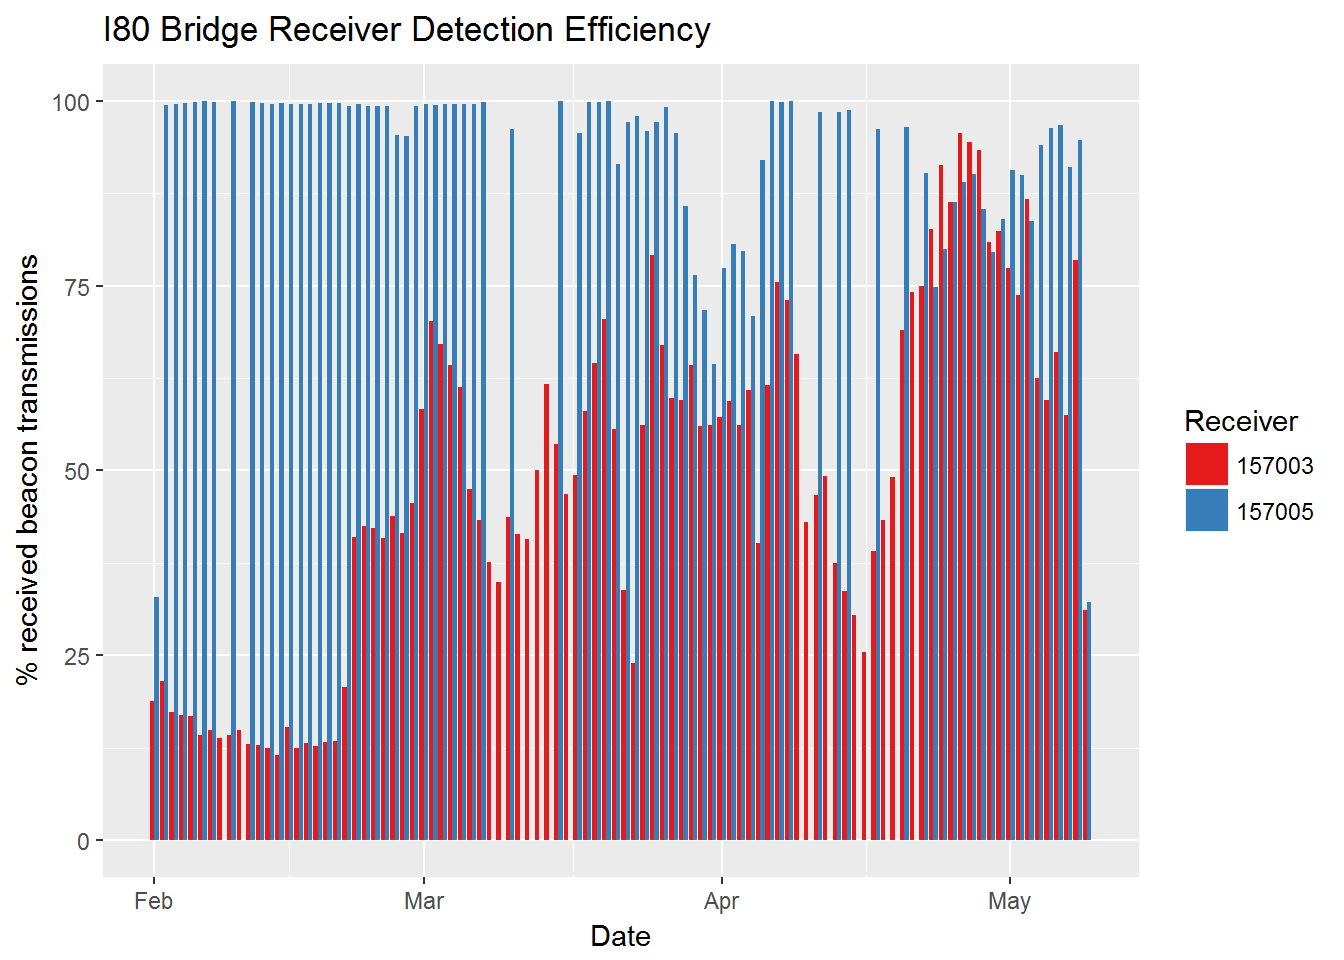 I80 Bridge Receiver Detection Efficiency
% received beacon transmissions
100
75
50
25
0
Feb
Mar
Apr
May
Date
Receiver
157003
157005